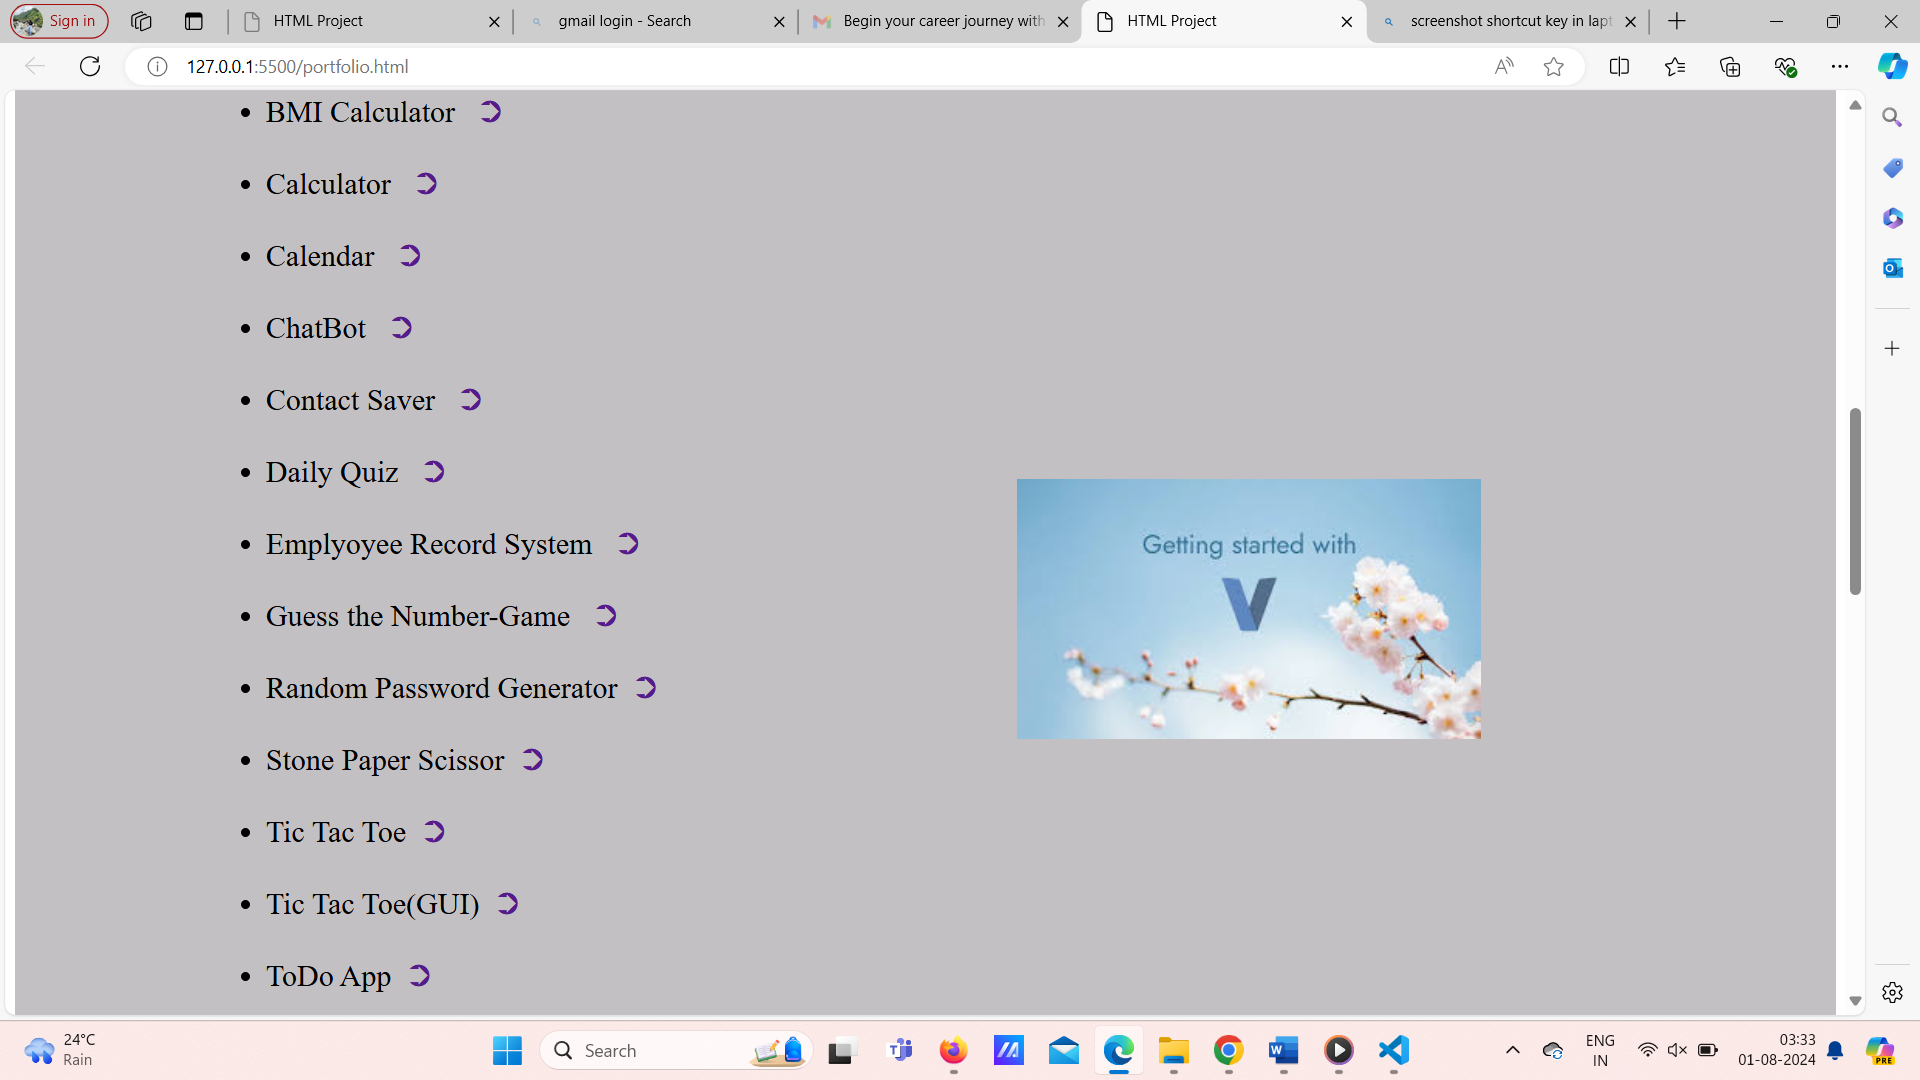 Sign in
HTML Project
gmail login - Search
Begin your career journey with
HTML Project
screenshot shortcut key in lapt
127.0.0.1:5500/portfolio.html
BMI Calculator
Calculator
Calendar
ChatBot
Contact Saver
Daily Quiz
Emplyoyee Record System
Guess the Number-Game
Random Password Generator
Stone Paper Scissor
Tic Tac Toe
Tic Tac Toe(GUI)
ToDo App
Getting started with
V
24°C
Rain
Search
ENG
IN
03:33
01-08-2024
PRE